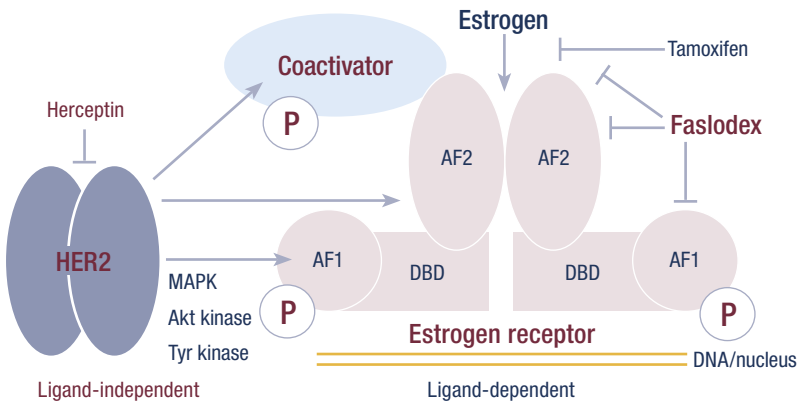 Estrogen
Coactivator
Tamoxifen
Herceptin
P
Faslodex
AF2
AF2
HER2
AF1
DBD
DBD
AF1
MAPK
P
Akt kinase
P
Estrogen receptor
Tyr kinase
DNA/nucleus
Ligand-independent
Ligand-dependent